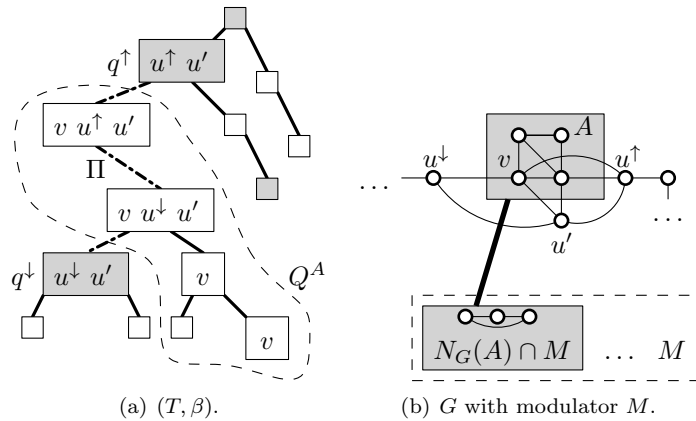 q↑ u↑ u′
v u↑ u′
Π
v u↓ u′
q↓ u↓ u′
v
Q^A
v
(a) (T, β).
A
u↓ v u↑
... ...
u′
N_G(A) ∩ M ... M
(b) G with modulator M.